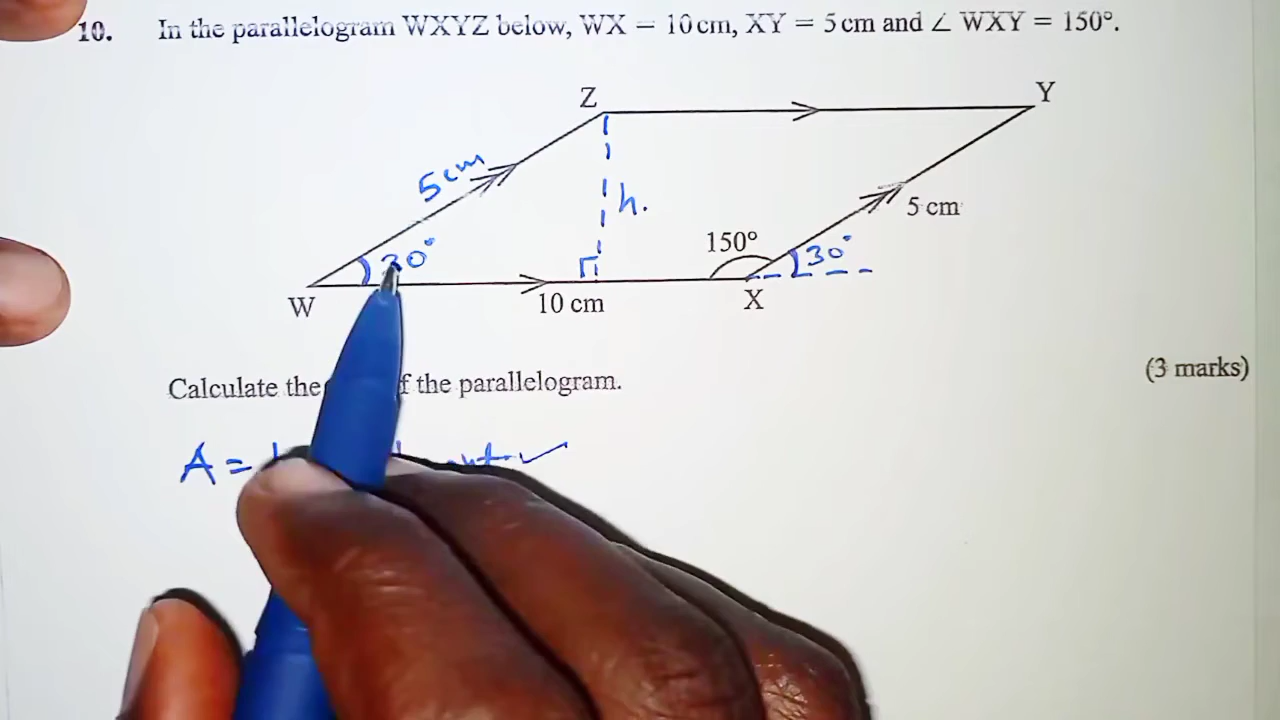 10. In the parallelogram WXYZ below, WX = 10 cm, XY = 5 cm and ∠ WXY = 150°.
Z Y
5cm
h.
5 cm
150°
30° 30°
W 10 cm X
(3 marks)
Calculate the of the parallelogram.
A =